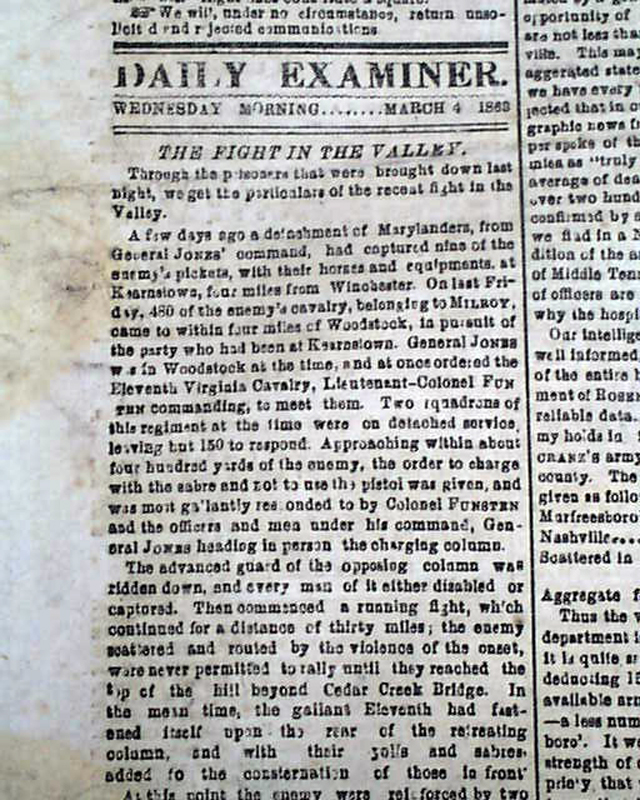 We will, under no circumstance, return unso-
licit d and rejected communications
DAILY EXAMINER.
WEDNESDAY MORNING........MARCH 4 1863
THE FIGHT IN THE VALLEY.
Through the prisoners that were brought down last
night, we get the particulars of the recent fight in the
Valley.
A few days ago a detachment of Marylanders, from
General JONES' command, had captured nine of the
enemy's pickets, with their horses and equipments, at
Kearnstown, four miles from Winchester. On last Fri-
day, 480 of the enemy's cavalry, belonging to MILROY,
came to within four miles of Woodstock, in pursuit of
the party who had been at Kearnstown. General JONES
was in Woodstock at the time, and at once ordered the
Eleventh Virginia Cavalry, Lieutenant-Colonel FUN
TEN commanding, to meet them. Two squadrons of
this regiment at the time were on detached service,
leaving but 150 to respond. Approaching within about
four hundred yards of the enemy, the order to charge
with the sabre and not to use the pistol was given, and
was most gallantly res onded to by Colonel FUNSTEN
and the officers and men under his command, Gen-
eral JONES heading in person the charging column.
The advanced guard of the opposing column was
ridden down, and every man of it either disabled or
captured. Then commenced a running fight, which
continued for a distance of thirty miles; the enemy
scattered and routed by the violence of the onset,
were never permitted to rally until they reached the
top of the hill beyond Cedar Creek Bridge. In
the mean time, the gallant Eleventh had fast-
ened itself upon the rear of the retreating
column, and with their yells and sabres
added to the consternation of those in front
At this point the enemy were reinforced by two
opportunity of
are not less than
ville. This may
aggerated state
we have every
jected that in
graphic news
per spoke of th
as "truly
average of dea
over two hund
confirmed by
we find in a
dition of the
of Middle Tenn
of officers are
why the hospi
Our intellige
well informed
of the entire
ment of ROSEN
reliable data.
my holds in
army
county. The
given as follo
Murfreesboro
Nashville....
Scattered in
Aggregate f
Thus the
department i
it is quite
deducting 15
available
—a less num
boro'. It w
strength of
that